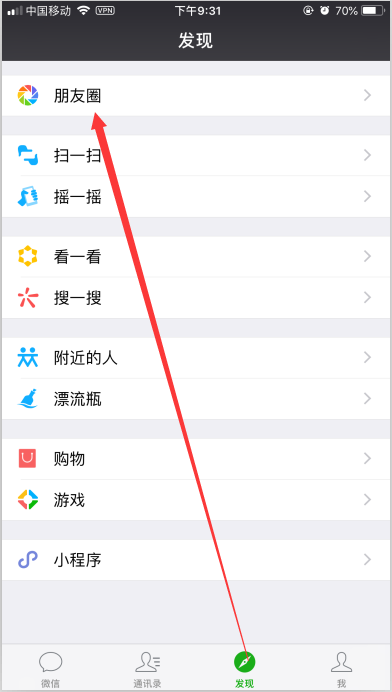 中国移动 VPN 下午9:31 70%
发现
朋友圈
扫一扫
摇一摇
看一看
搜一搜
附近的人
漂流瓶
购物
游戏
小程序
微信 通讯录 发现 我